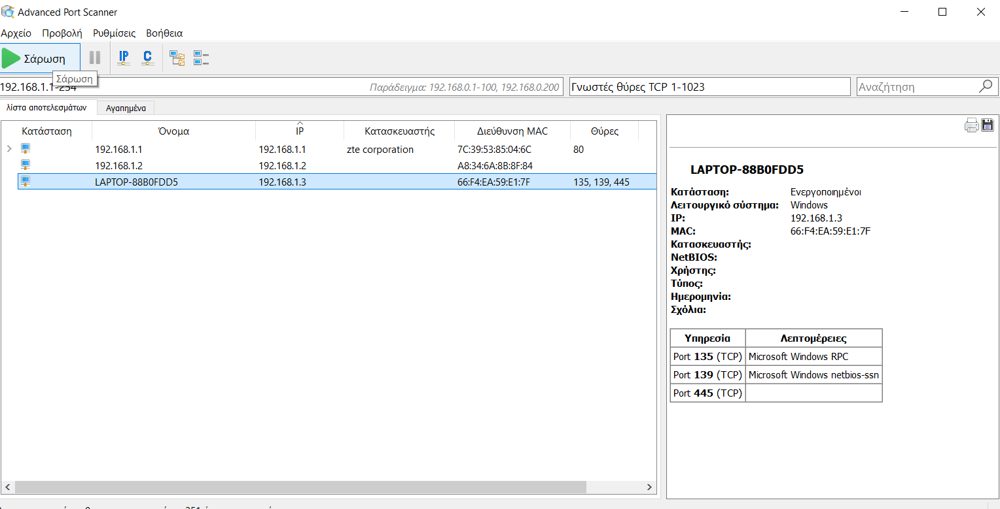 Advanced Port Scanner
Αρχείο Προβολή Ρυθμίσεις Βοήθεια
Σάρωση IP C
Σάρωση
192.168.1.1-254 Παράδειγμα: 192.168.0.1-100, 192.168.0.200 Γνωστές θύρες TCP 1-1023 Αναζήτηση
λίστα αποτελεσμάτων Αγαπημένα
Κατάσταση Όνομα IP Κατασκευαστής Διεύθυνση MAC Θύρες
192.168.1.1 192.168.1.1 zte corporation 7C:39:53:85:04:6C 80
192.168.1.2 192.168.1.2 A8:34:6A:8B:8F:84
LAPTOP-88B0FDD5 192.168.1.3 66:F4:EA:59:E1:7F 135, 139, 445
LAPTOP-88B0FDD5
Κατάσταση: Ενεργοποιημένοι
Λειτουργικό σύστημα: Windows
IP: 192.168.1.3
MAC: 66:F4:EA:59:E1:7F
Κατασκευαστής:
NetBIOS:
Χρήστης:
Τύπος:
Ημερομηνία:
Σχόλια:
Υπηρεσία Λεπτομέρειες
Port 135 (TCP) Microsoft Windows RPC
Port 139 (TCP) Microsoft Windows netbios-ssn
Port 445 (TCP)